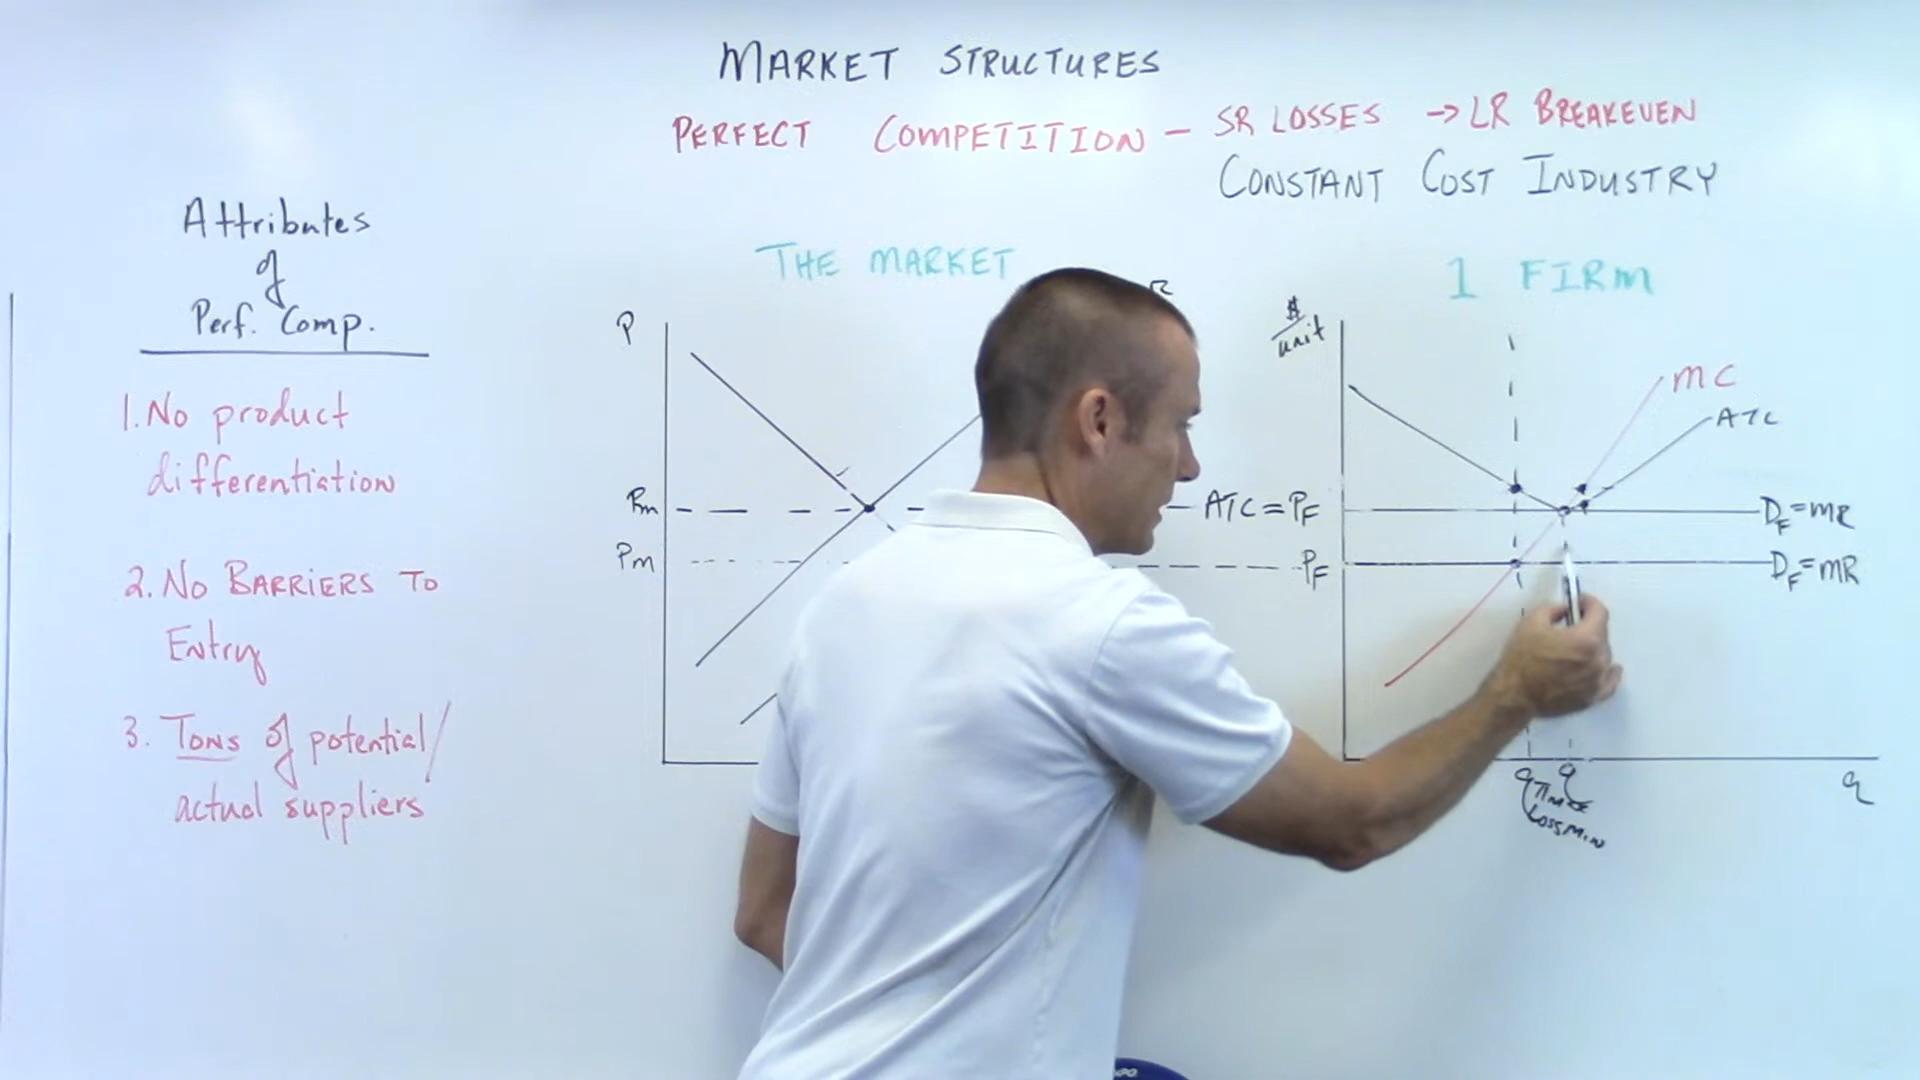 MARKET STRUCTURES
PERFECT COMPETITION - SR LOSSES → LR BREAKEVEN
CONSTANT COST INDUSTRY
Attributes
of
Perf. Comp.
1. No product
differentiation
2. No BARRIERS TO
Entry
3. TONS of potential/
actual suppliers
THE MARKET
P
Pm
Pm
1 FIRM
$/unit
MC
ATC
ATC = PF
DF = MR
PF
DF = MR
q
q
q
Loss Min